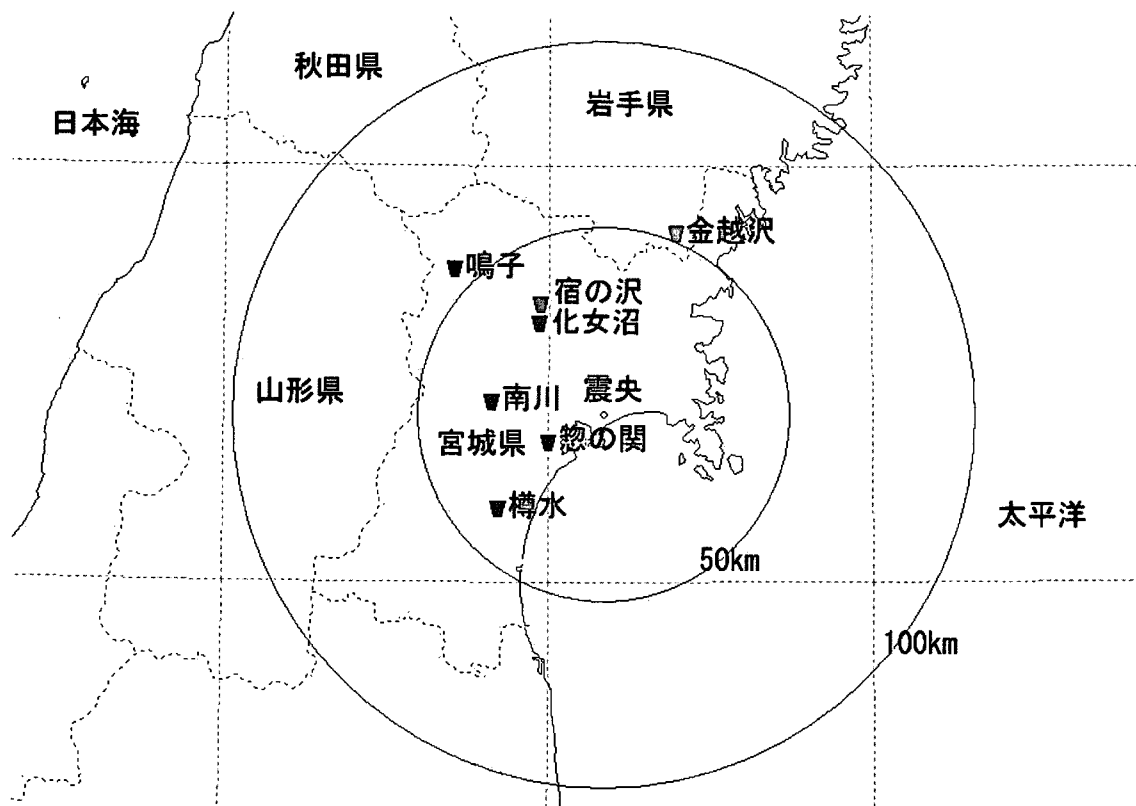 秋田県
岩手県
日本海
金越沢
鳴子
宿の沢
化女沼
山形県
南川
震央
宮城県
惣の関
樽水
太平洋
50km
100km